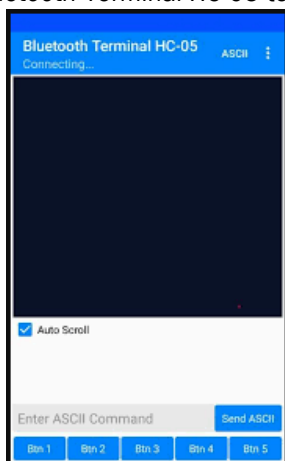 Bluetooth Terminal HC-05
ASCII
Connecting...
Auto Scroll
Enter ASCII Command
Send ASCII
Btn 1 Btn 2 Btn 3 Btn 4 Btn 5